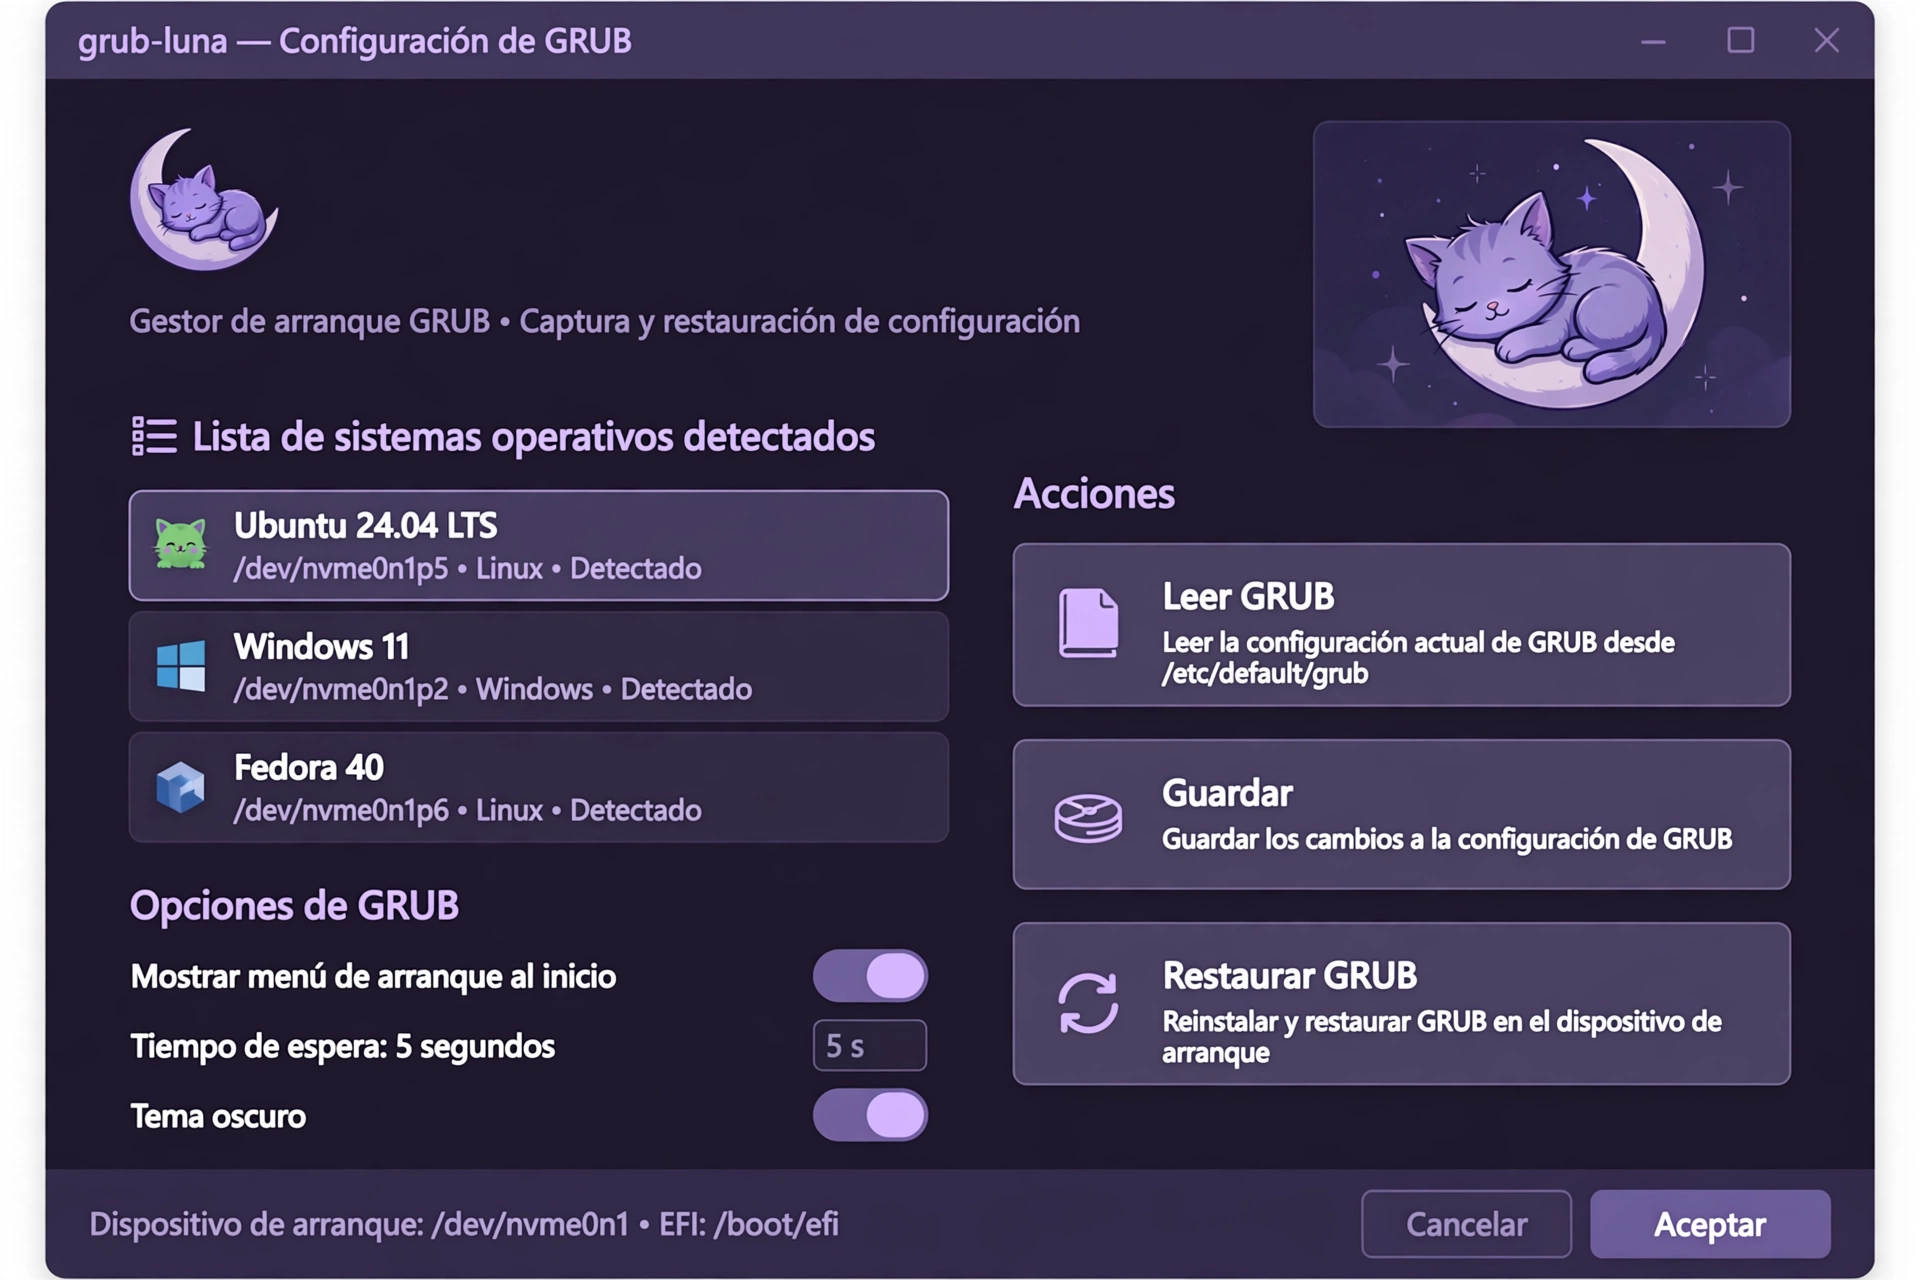 grub-luna — Configuración de GRUB
Gestor de arranque GRUB • Captura y restauración de configuración
Lista de sistemas operativos detectados
Ubuntu 24.04 LTS
/dev/nvme0n1p5 • Linux • Detectado
Windows 11
/dev/nvme0n1p2 • Windows • Detectado
Fedora 40
/dev/nvme0n1p6 • Linux • Detectado
Opciones de GRUB
Mostrar menú de arranque al inicio
Tiempo de espera: 5 segundos
5 s
Tema oscuro
Acciones
Leer GRUB
Leer la configuración actual de GRUB desde
/etc/default/grub
Guardar
Guardar los cambios a la configuración de GRUB
Restaurar GRUB
Reinstalar y restaurar GRUB en el dispositivo de
arranque
Dispositivo de arranque: /dev/nvme0n1 • EFI: /boot/efi
Cancelar
Aceptar